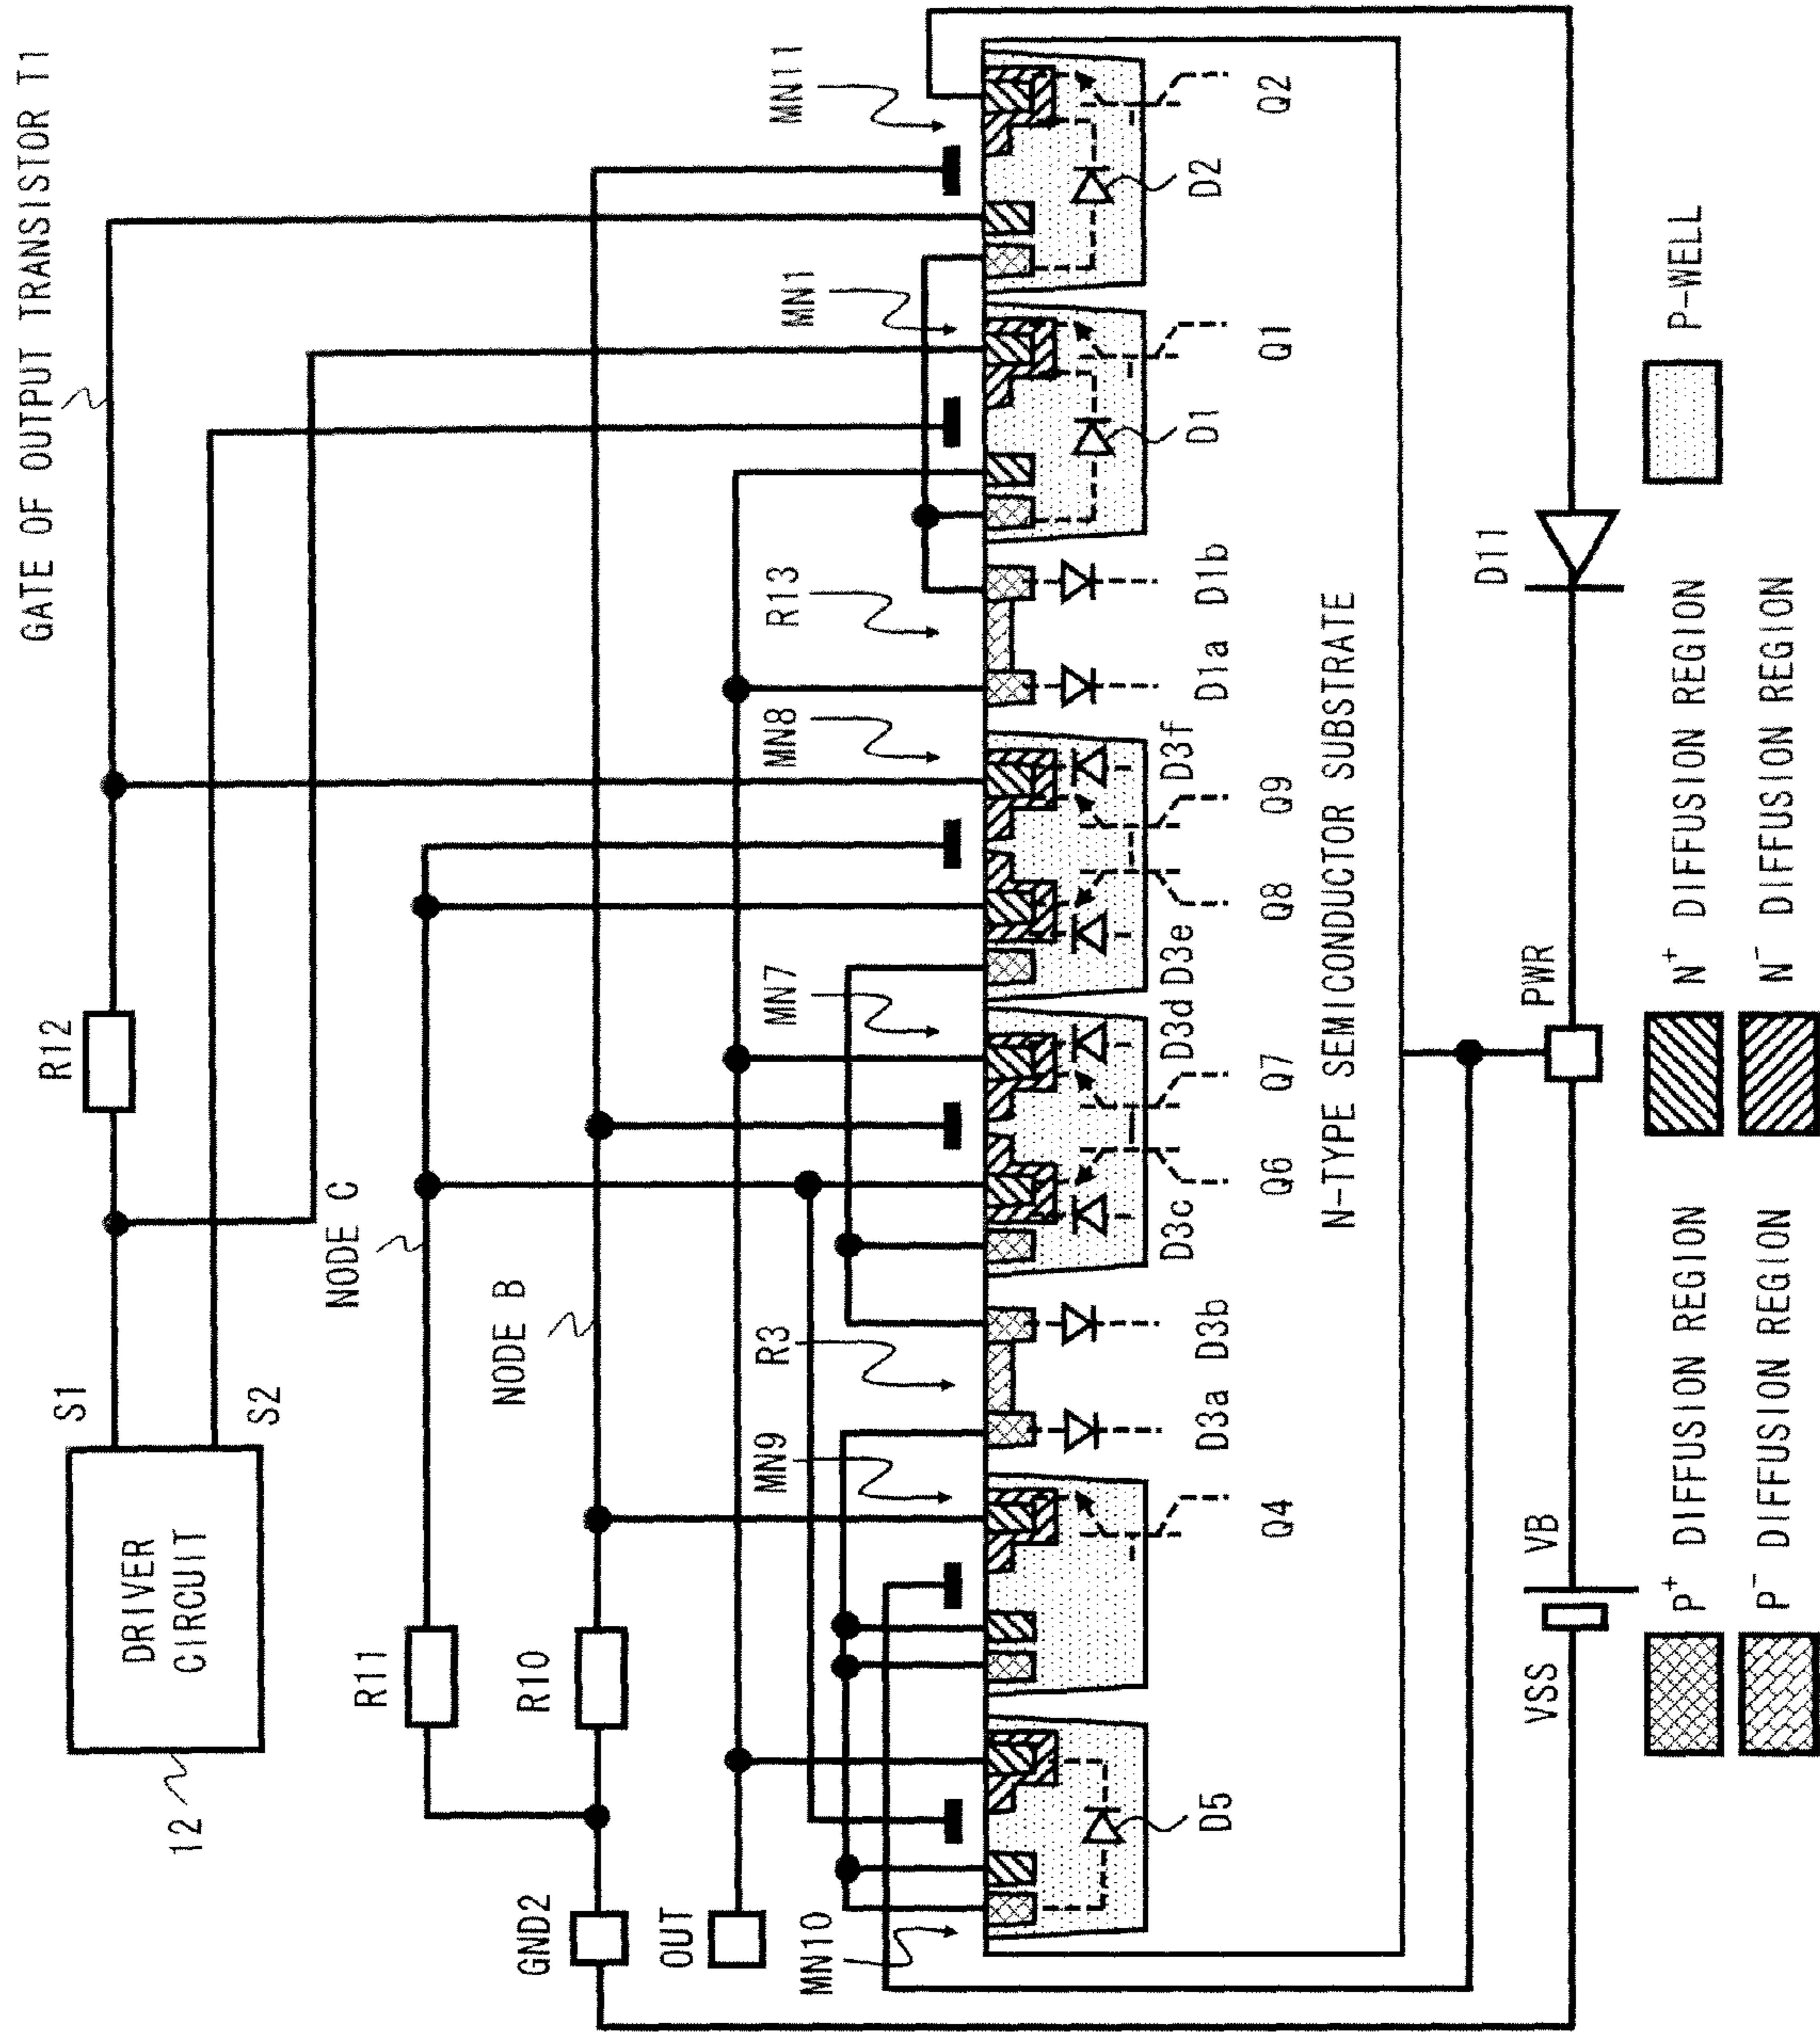 GATE OF OUTPUT TRANSISTOR T1
12
DRIVER
CIRCUIT
S1
S2
R12
NODE C
R11
NODE B
R10
GND2
OUT
MN10
MN9
R3
MN7
MN8
R13
MN1
MN11
D5
Q4
D3a
D3b
D3c
Q6
Q7
D3d
D3e
Q8
Q9
D3f
D1a
D1b
D1
Q1
D2
Q2
N-TYPE SEMICONDUCTOR SUBSTRATE
VSS
VB
PWR
D11
P+ DIFFUSION REGION
N+ DIFFUSION REGION
P-WELL
P- DIFFUSION REGION
N- DIFFUSION REGION